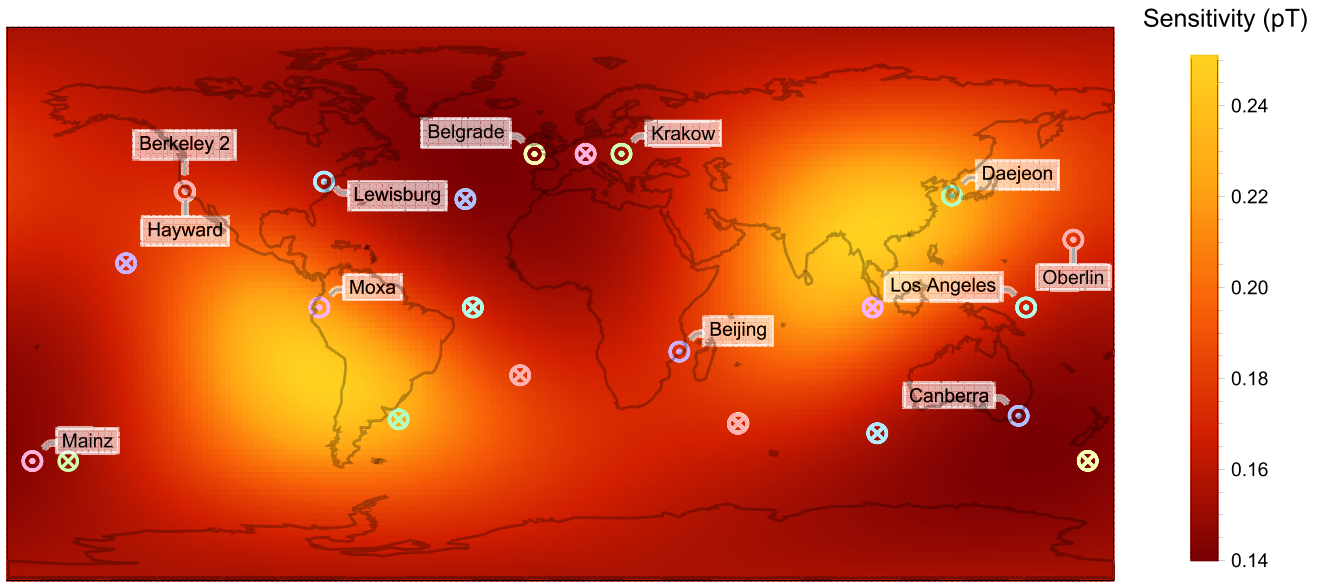 Sensitivity (pT)
Berkeley 2
Belgrade
Krakow
Daejeon
Lewisburg
Hayward
Oberlin
Moxa
Los Angeles
Beijing
Canberra
Mainz
0.24
0.22
0.20
0.18
0.16
0.14